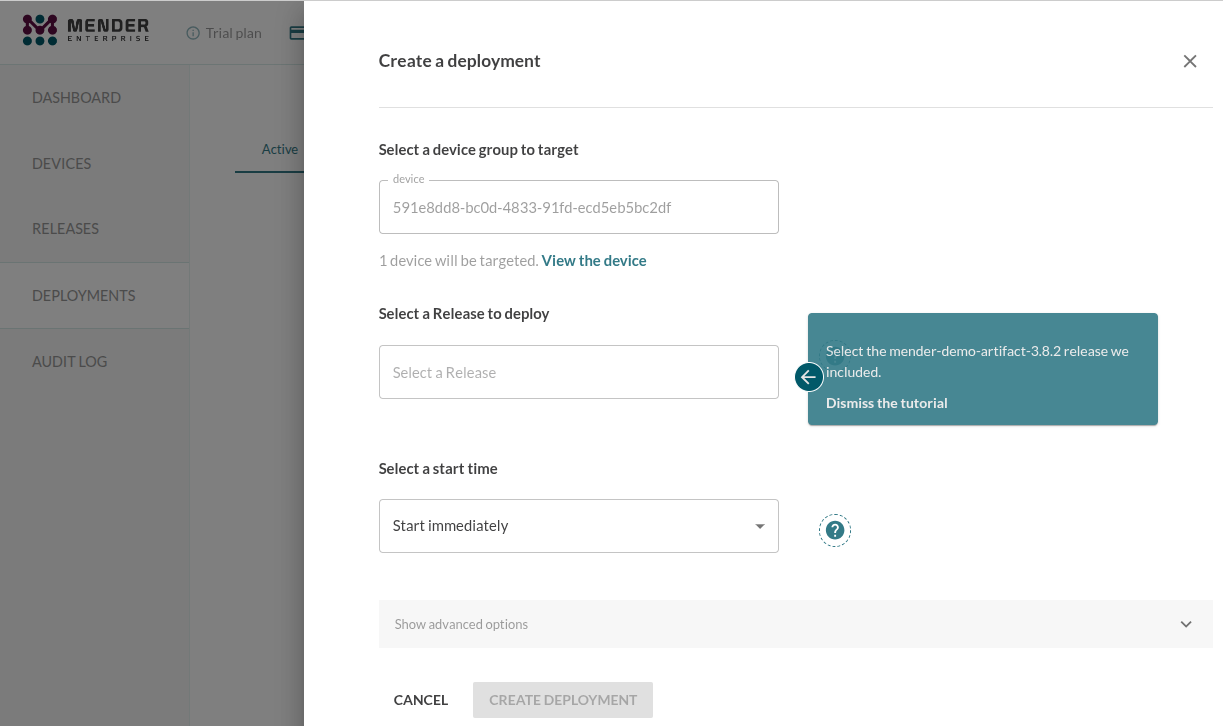 MENDER
ENTERPRISE
Trial plan
DASHBOARD
DEVICES
RELEASES
DEPLOYMENTS
AUDIT LOG
Active
Create a deployment
Select a device group to target
device
591e8dd8-bc0d-4833-91fd-ecd5eb5bc2df
1 device will be targeted. View the device
Select a Release to deploy
Select a Release
Select the mender-demo-artifact-3.8.2 release we
included.
Dismiss the tutorial
Select a start time
Start immediately
?
Show advanced options
CANCEL
CREATE DEPLOYMENT